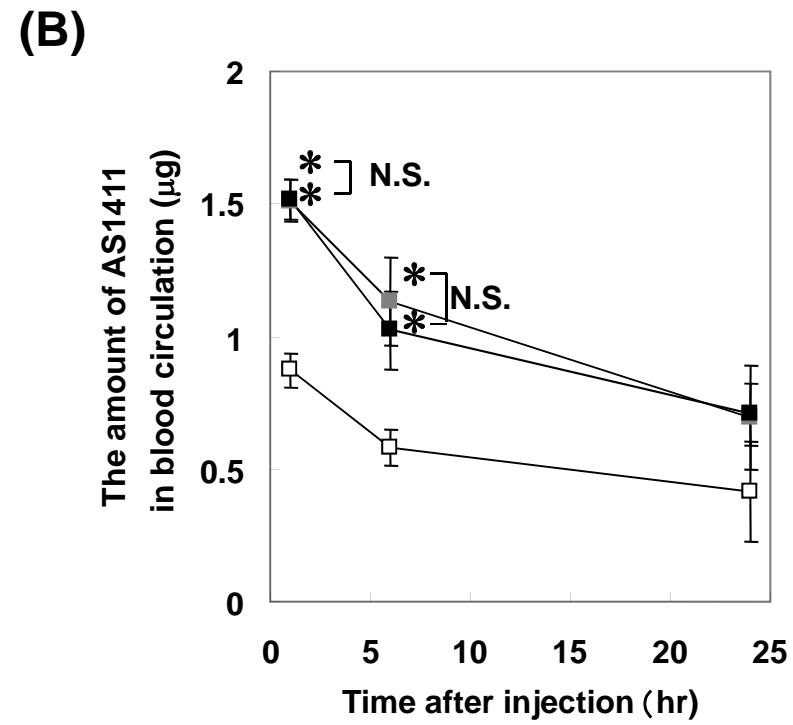 (B)
The amount of AS1411
in blood circulation (μg)
2
1.5
1
0.5
0
* N.S.
*
*
N.S.
*
0 5 10 15 20 25
Time after injection (hr)